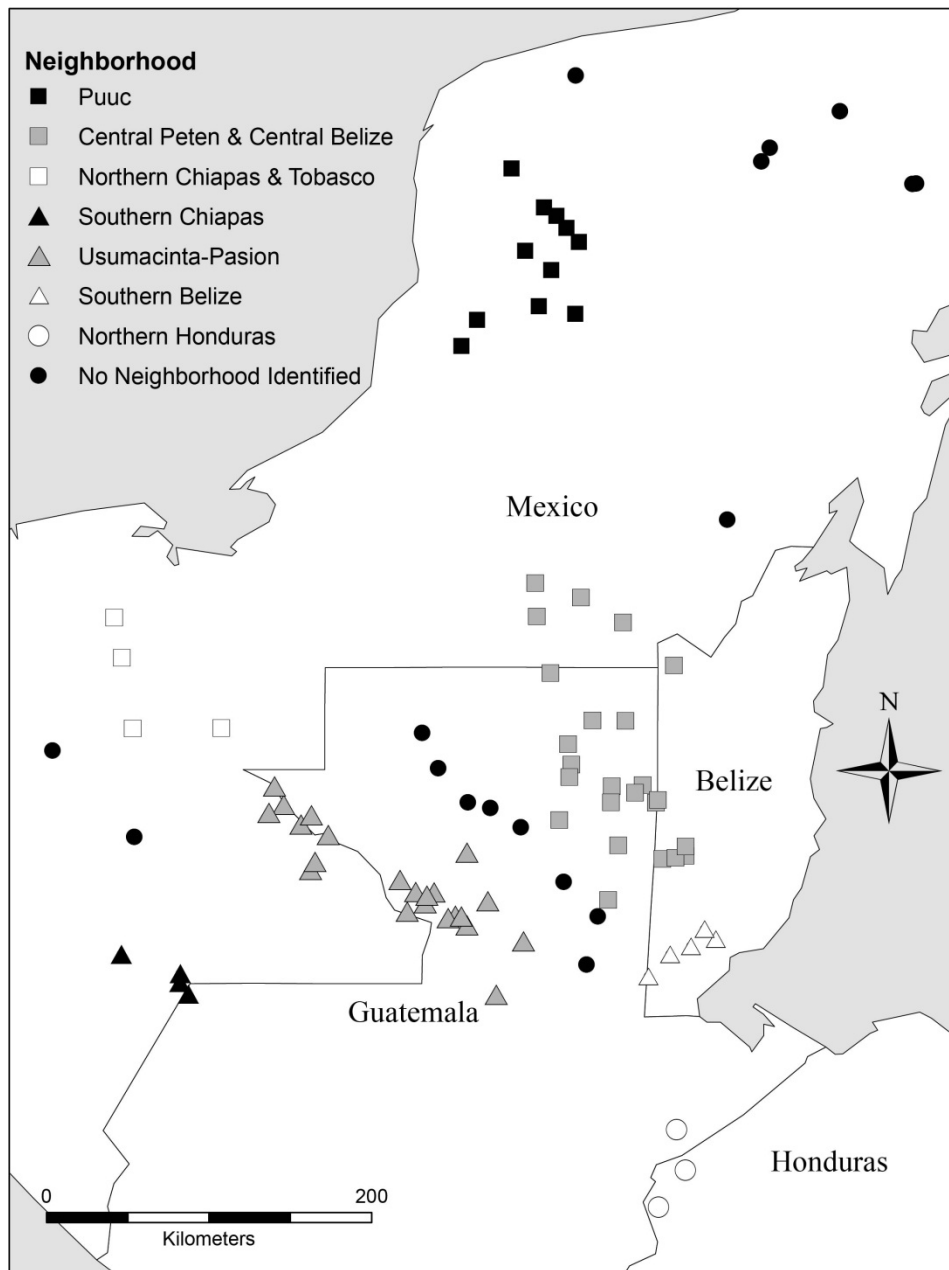 Neighborhood
Puuc
Central Peten & Central Belize
Northern Chiapas & Tobasco
Southern Chiapas
Usumacinta-Pasion
Southern Belize
Northern Honduras
No Neighborhood Identified
Mexico
N
Belize
Guatemala
Honduras
0 200
Kilometers